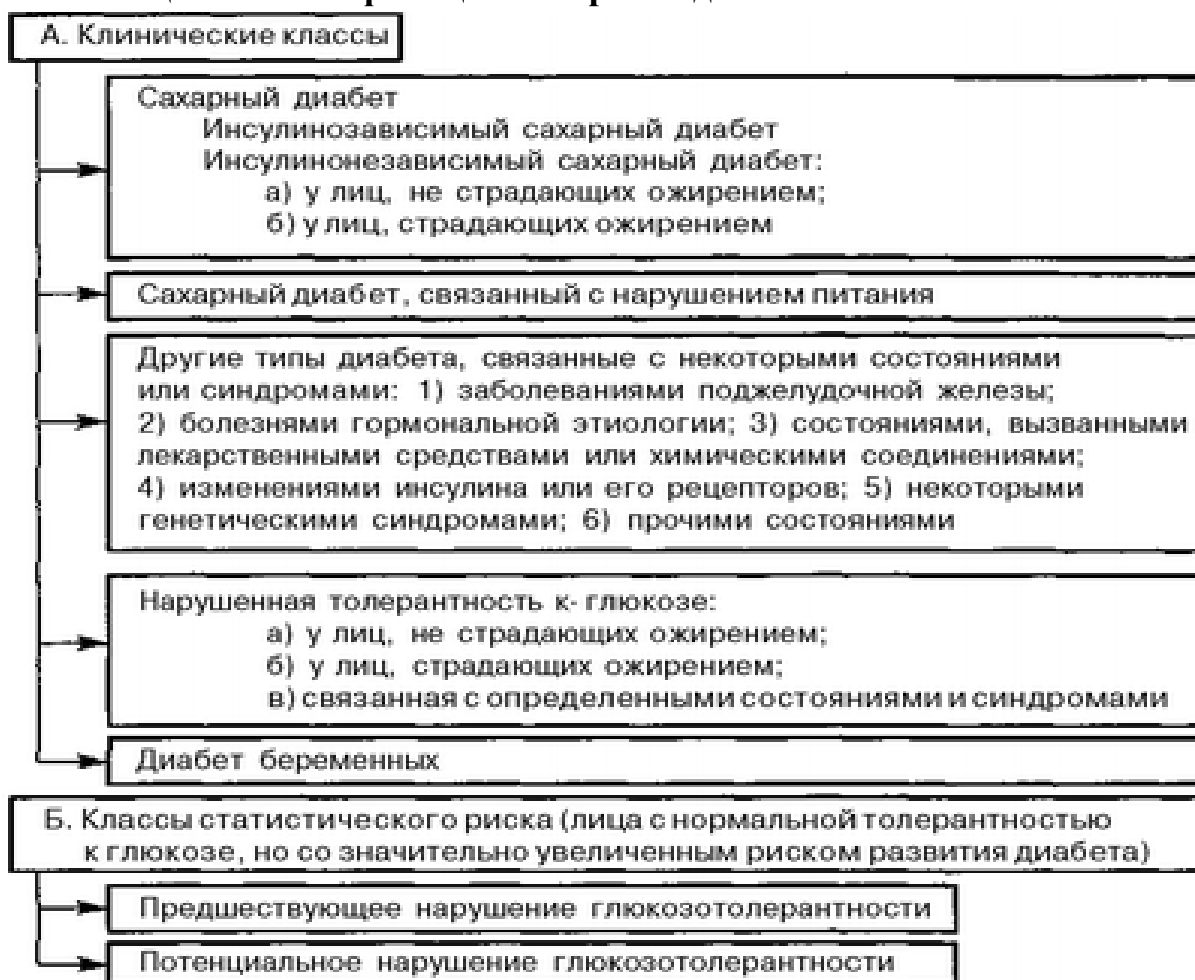 А. Клинические классы
Сахарный диабет
Инсулинозависимый сахарный диабет
Инсулинонезависимый сахарный диабет:
а) у лиц, не страдающих ожирением;
б) у лиц, страдающих ожирением
Сахарный диабет, связанный с нарушением питания
Другие типы диабета, связанные с некоторыми состояниями
или синдромами: 1) заболеваниями поджелудочной железы;
2) болезнями гормональной этиологии; 3) состояниями, вызванными
лекарственными средствами или химическими соединениями;
4) изменениями инсулина или его рецепторов; 5) некоторыми
генетическими синдромами; 6) прочими состояниями
Нарушенная толерантность к- глюкозе:
а) у лиц, не страдающих ожирением;
б) у лиц, страдающих ожирением;
в) связанная с определенными состояниями и синдромами
Диабет беременных
Б. Классы статистического риска (лица с нормальной толерантностью
к глюкозе, но со значительно увеличенным риском развития диабета)
Предшествующее нарушение глюкозотолерантности
Потенциальное нарушение глюкозотолерантности